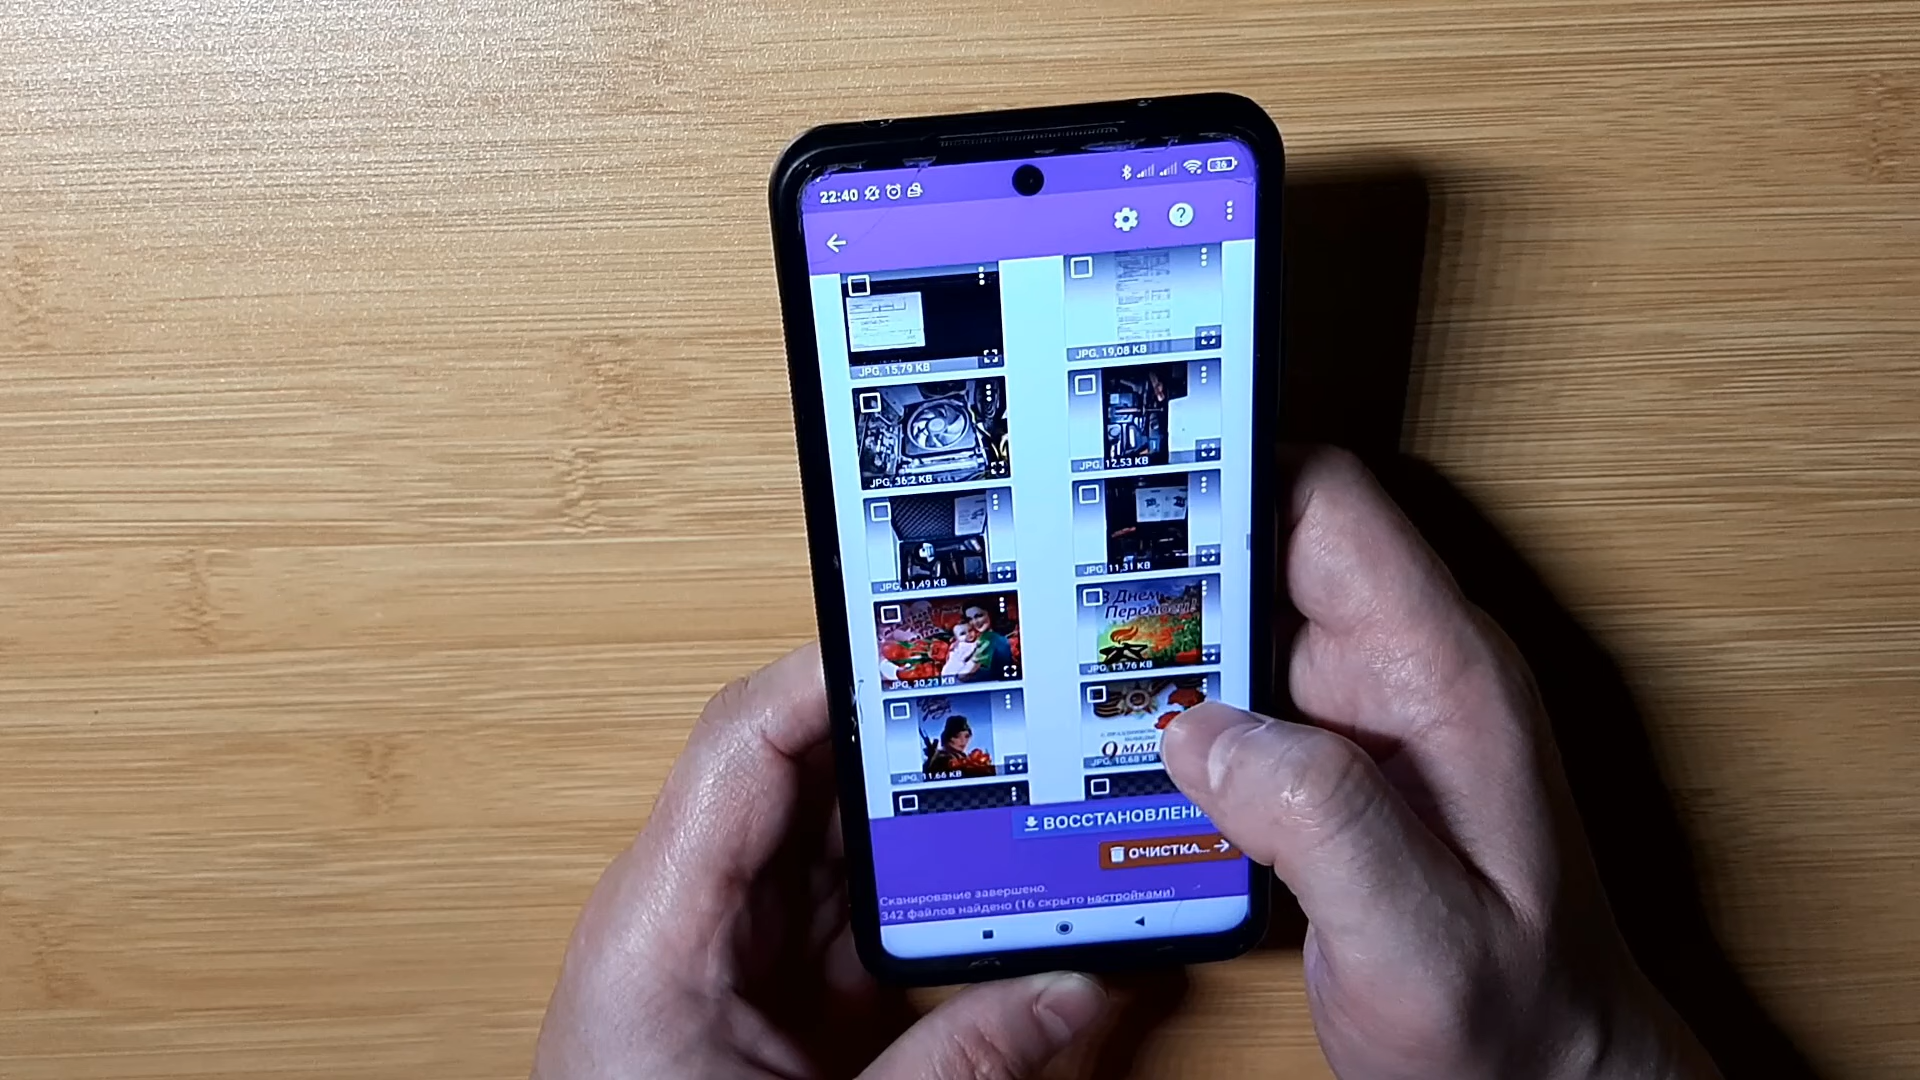 22:40
36
JPG, 15,79 KB
JPG, 19,08 KB
JPG, 36,2 KB
JPG, 12,53 KB
JPG, 11,49 KB
JPG, 11,31 KB
JPG, 30,23 KB
С Днем
Победы!
JPG, 13,76 KB
JPG, 11,66 KB
9 МАЯ
JPG, 10,68 KB
ВОССТАНОВЛЕНИ
ОЧИСТКА...
Сканирование завершено.
342 файлов найдено (16 скрыто настройками)